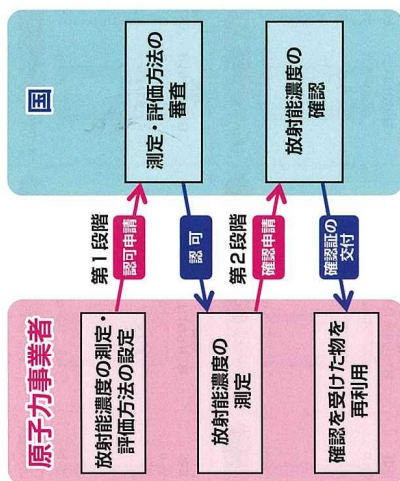 原子力事業者
国
放射能濃度の測定・
評価方法の設定
第1段階
認可申請
測定・評価方法の
審査
認可
放射能濃度の
測定
第2段階
確認申請
放射能濃度の
確認
確認証の
交付
確認を受けた物を
再利用